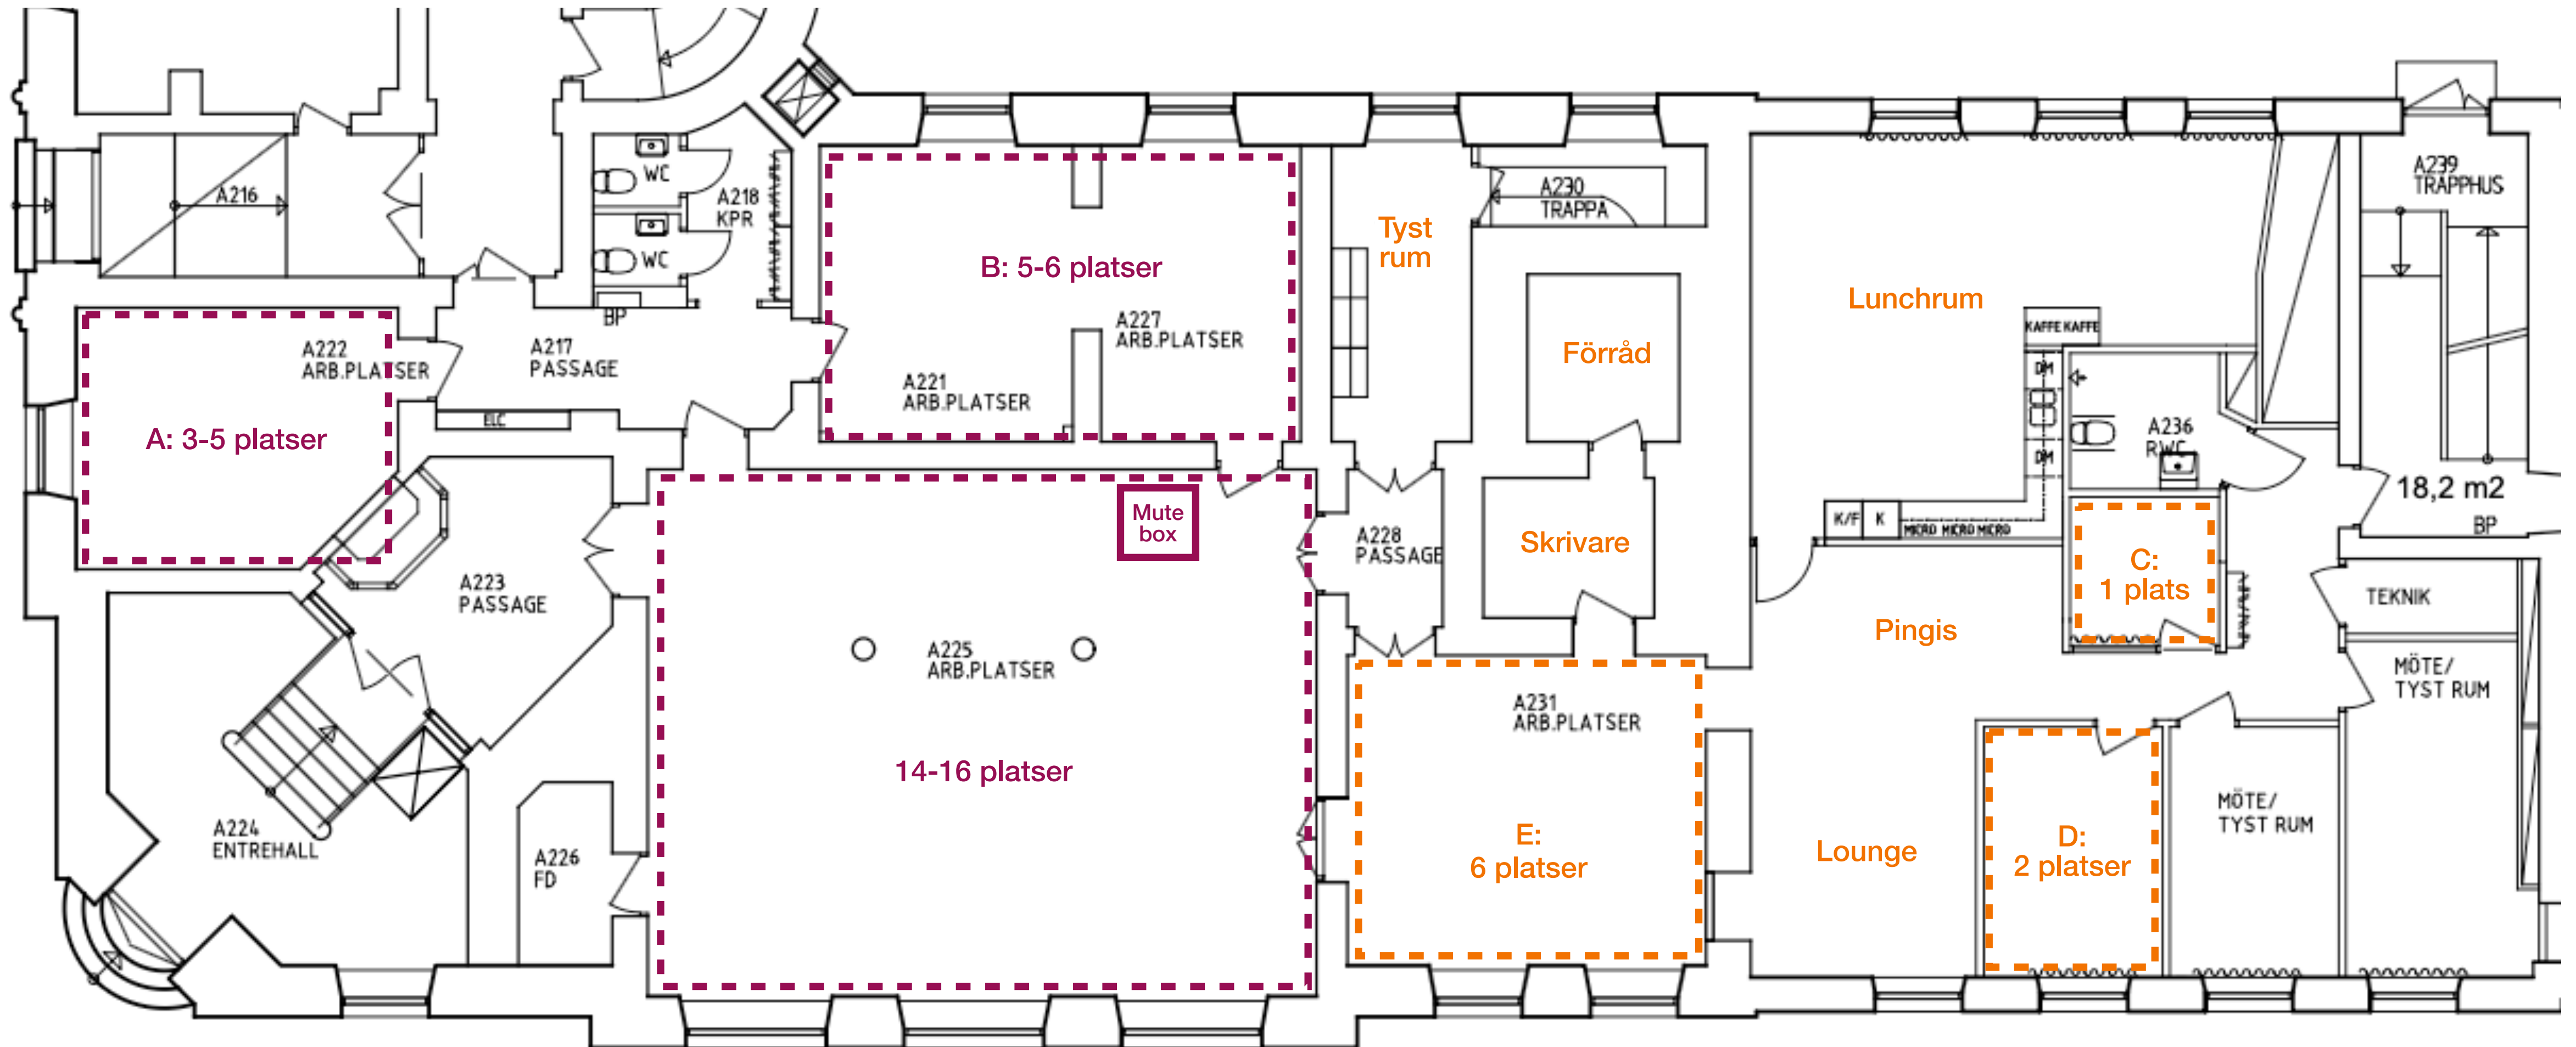 A216
WC
A218
KPR
WC
BP
A222
ARB.PLATSER
A217
PASSAGE
ELC
A: 3-5 platser
B: 5-6 platser
A227
ARB.PLATSER
A221
ARB.PLATSER
Tyst
rum
A230
TRAPPA
Förråd
Skrivare
Lunchrum
KAFFE KAFFE
DM
DM
K/F
K
MICRO MICRO MICRO
A236
RWC
A239
TRAPPHUS
18,2 m2
BP
Mute
box
A228
PASSAGE
A223
PASSAGE
A225
ARB.PLATSER
14-16 platser
A224
ENTREHALL
A226
FD
A231
ARB.PLATSER
E:
6 platser
Pingis
Lounge
C:
1 plats
D:
2 platser
TEKNIK
MÖTE/
TYST RUM
MÖTE/
TYST RUM